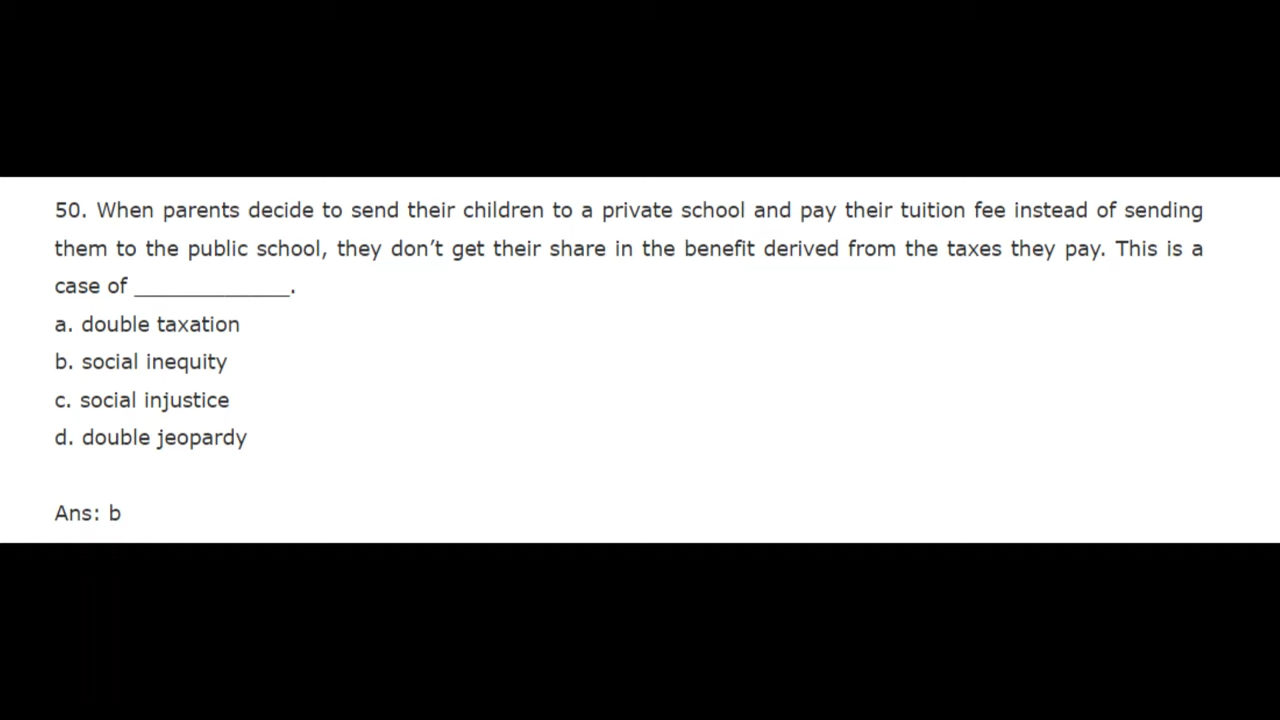 50. When parents decide to send their children to a private school and pay their tuition fee instead of sending
them to the public school, they don’t get their share in the benefit derived from the taxes they pay. This is a
case of _______________.
a. double taxation
b. social inequity
c. social injustice
d. double jeopardy
Ans: b